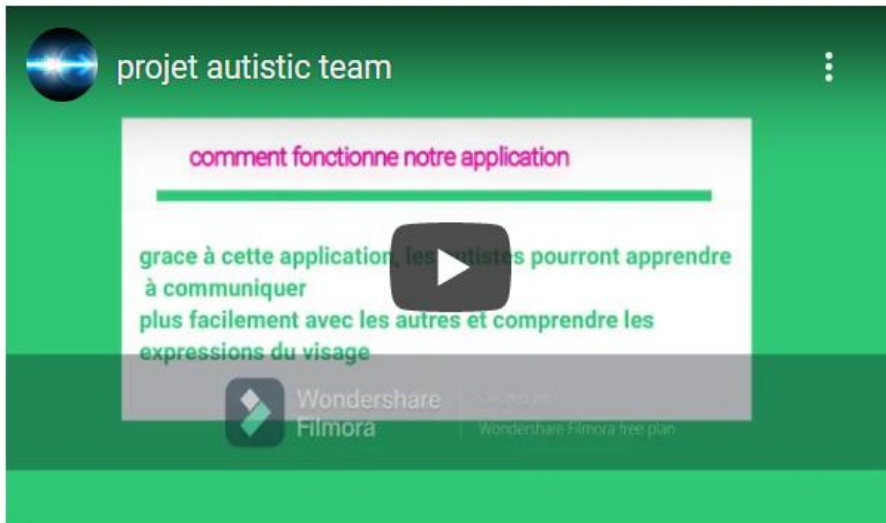 projet autistic team
comment fonctionne notre application
grace à cette application, les autistes pourront apprendre
à communiquer
plus facilement avec les autres et comprendre les
expressions du visage
Wondershare
Filmora
Wondershare Filmora free plan